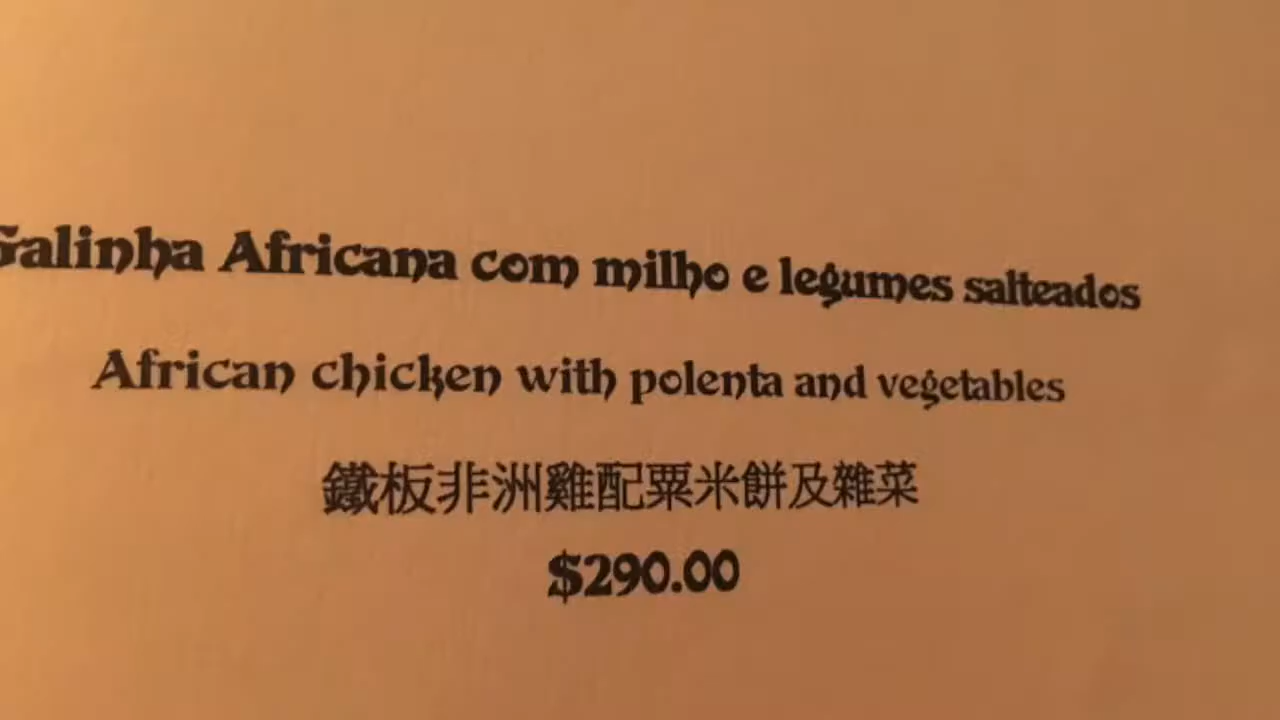 Galinha Africana com milho e legumes salteados
African chicken with polenta and vegetables
鐵板非洲雞配粟米餅及雜菜
$290.00